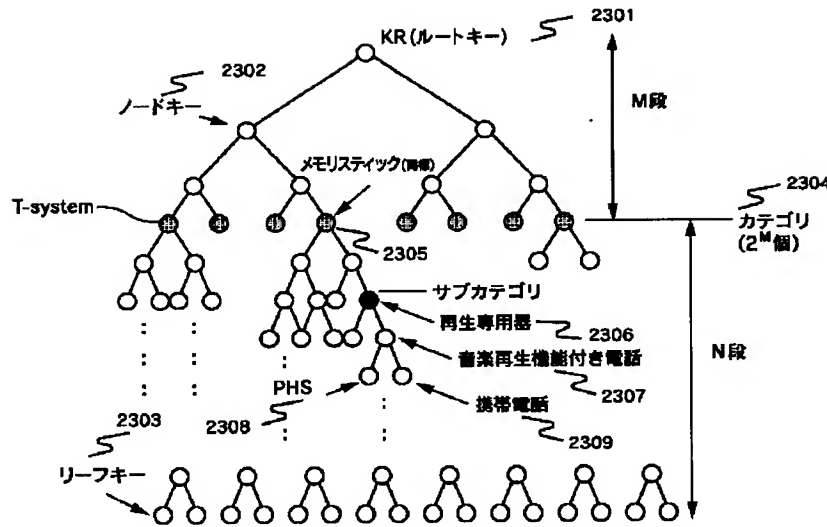 KR(ルートキー)
2301
2302
ノードキー
M段
メモリスティック(商標)
2304
T-system
カテゴリ
(2^M個)
2305
サブカテゴリ
再生専用器
2306
音楽再生機能付き電話
N段
2307
PHS
携帯電話
2303
2308
2309
リーフキー